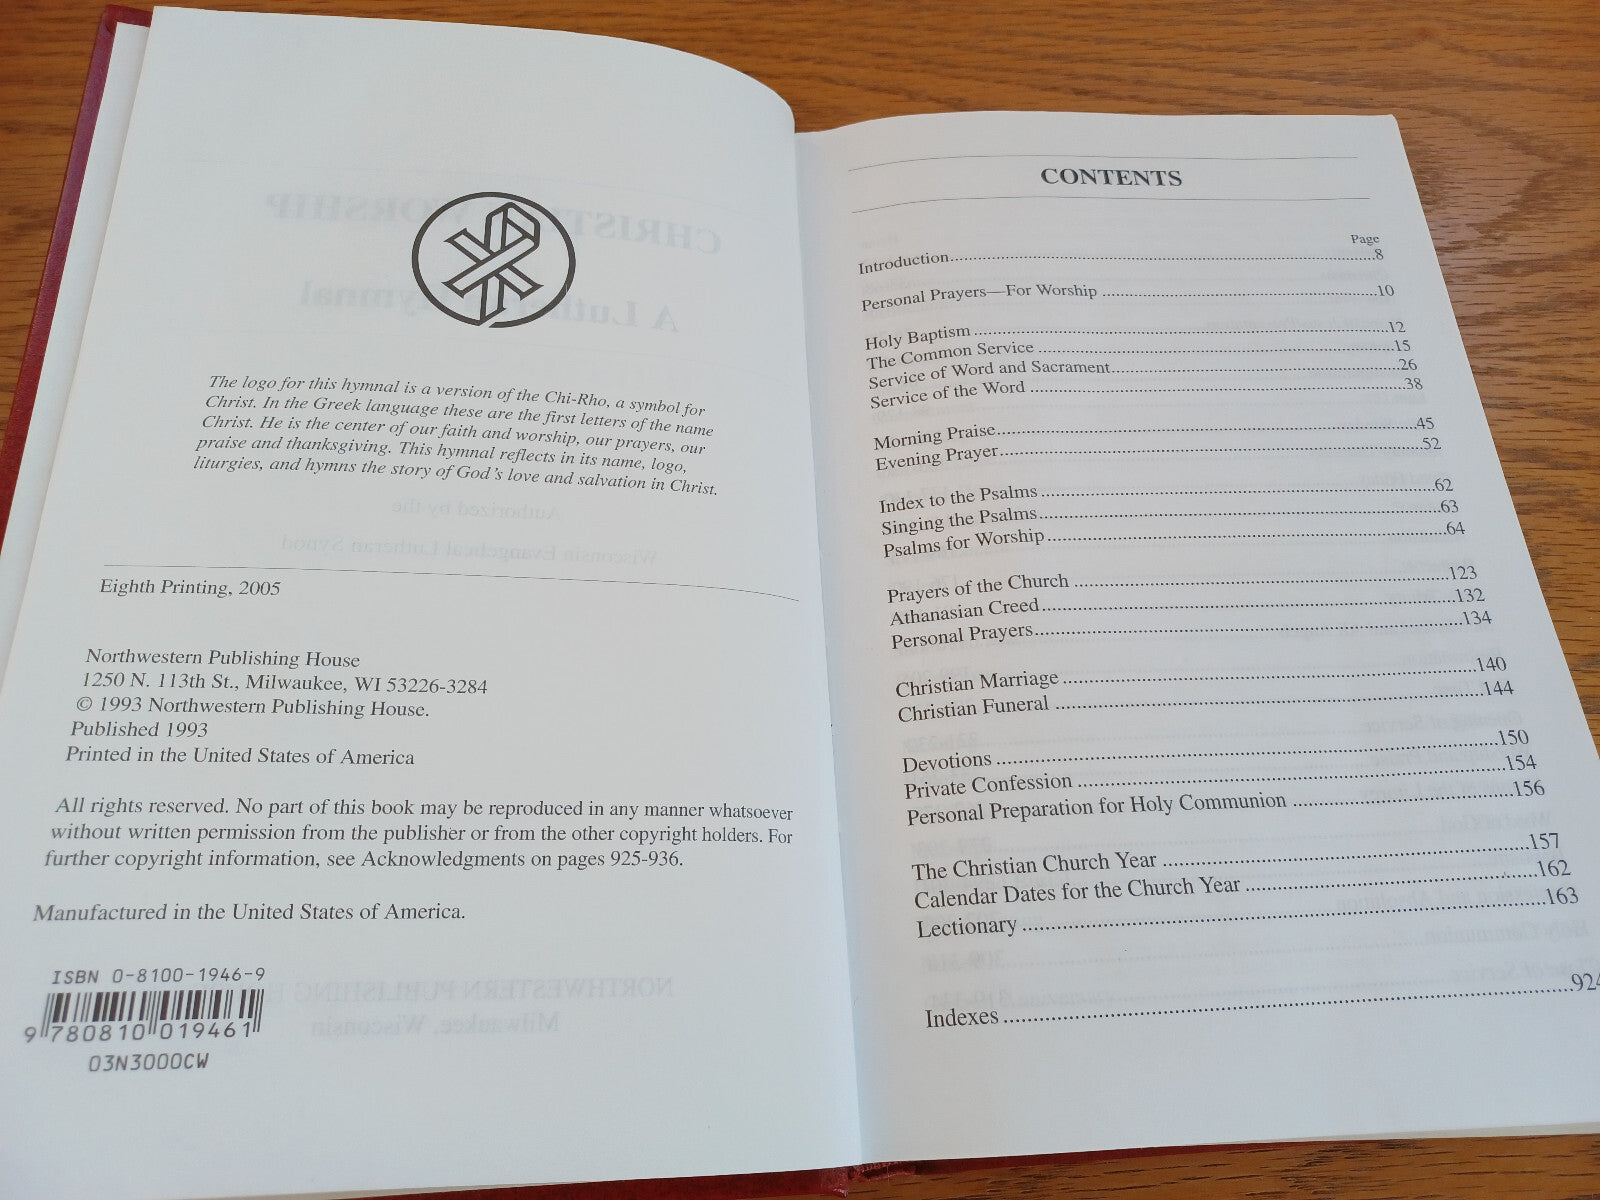 The logo for this hymnal is a version of the Chi-Rho, a symbol for
Christ. In the Greek language these are the first letters of the name
Christ. He is the center of our faith and worship, our prayers, our
praise and thanksgiving. This hymnal reflects in its name, logo,
liturgies, and hymns the story of God's love and salvation in Christ.
Eighth Printing, 2005
Northwestern Publishing House
1250 N. 113th St., Milwaukee, WI 53226-3284
© 1993 Northwestern Publishing House.
Published 1993
Printed in the United States of America
All rights reserved. No part of this book may be reproduced in any manner whatsoever
without written permission from the publisher or from the other copyright holders. For
further copyright information, see Acknowledgments on pages 925-936.
Manufactured in the United States of America.
ISBN 0-8100-1946-9
9 780810 019461
03N3000CW
CONTENTS
Page
Introduction 8
Personal Prayers—For Worship 10
Holy Baptism 12
The Common Service 15
Service of Word and Sacrament 26
Service of the Word 38
Morning Praise 45
Evening Prayer 52
Index to the Psalms 62
Singing the Psalms 63
Psalms for Worship 64
Prayers of the Church 123
Athanasian Creed 132
Personal Prayers 134
Christian Marriage 140
Christian Funeral 144
Devotions 150
Private Confession 154
Personal Preparation for Holy Communion 156
The Christian Church Year 157
Calendar Dates for the Church Year 162
Lectionary 163
Indexes 924